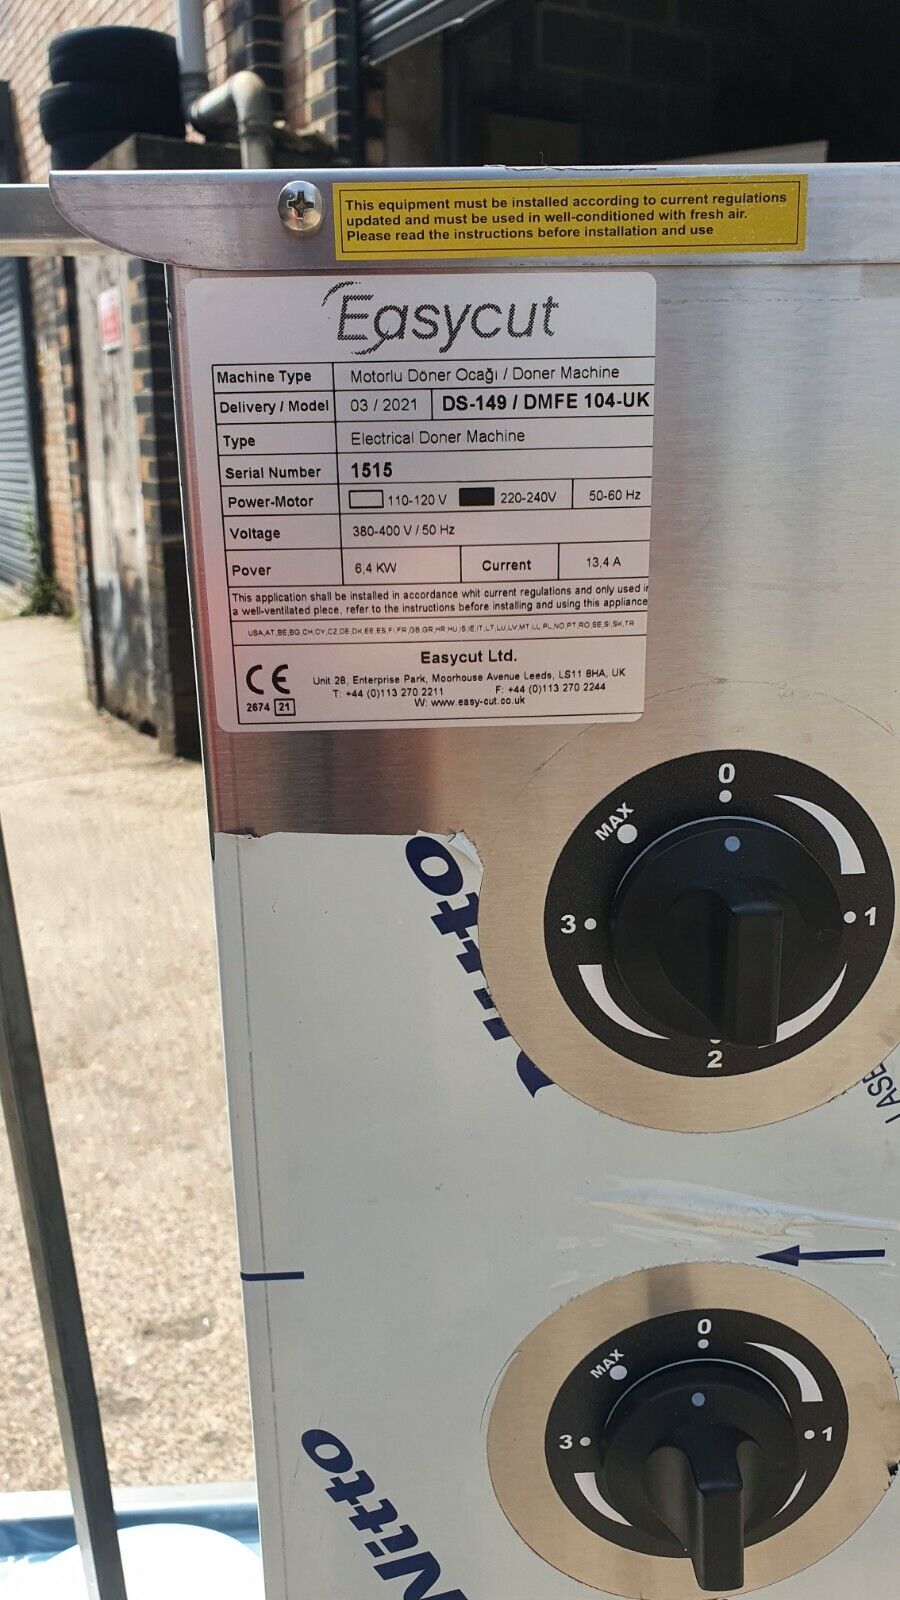 This equipment must be installed according to current regulations
updated and must be used in well-conditioned with fresh air.
Please read the instructions before installation and use
Easycut
Machine Type Motorlu Döner Ocağı / Doner Machine
Delivery / Model 03 / 2021 DS-149 / DMFE 104-UK
Type Electrical Doner Machine
Serial Number 1515
Power-Motor 110-120 V 220-240V 50-60 Hz
Voltage 380-400 V / 50 Hz
Pover 6,4 KW Current 13,4 A
This application shall be installed in accordance whit current regulations and only used in
a well-ventilated plece, refer to the instructions before installing and using this appliance
USA,AT,BE,BG,CH,CY,CZ,DE,DK,EE,ES,FI,FR,GB,GR,HR,HU,IS,IE,IT,LT,LU,LV,MT,LL,PL,NO,PT,RO,SE,SI,SK,TR
Easycut Ltd.
CE Unit 28, Enterprise Park, Moorhouse Avenue Leeds, LS11 8HA, UK
T: +44 (0)113 270 2211 F: +44 (0)113 270 2244
2674 21 W: www.easy-cut.co.uk
0
MAX
3 1
2
Nitto
LASE
0
MAX
3 1
Nitto